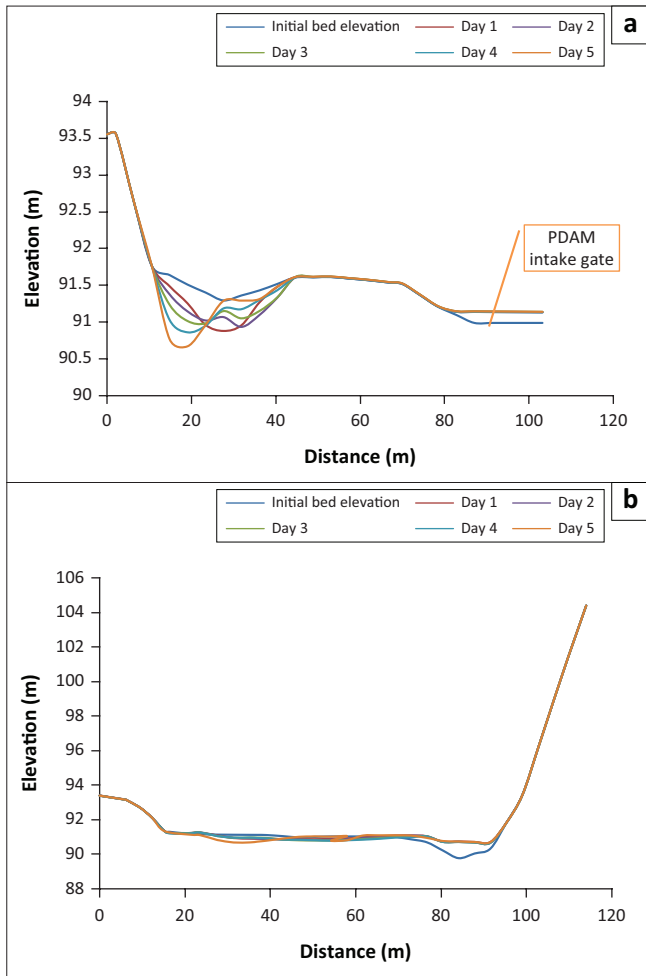 a
Initial bed elevation Day 1 Day 2
Day 3 Day 4 Day 5
94
93.5
93
92.5
92
91.5
91
90.5
90
Elevation (m)
PDAM
intake gate
0 20 40 60 80 100 120
Distance (m)
b
Initial bed elevation Day 1 Day 2
Day 3 Day 4 Day 5
106
104
102
100
98
96
94
92
90
88
Elevation (m)
0 20 40 60 80 100 120
Distance (m)